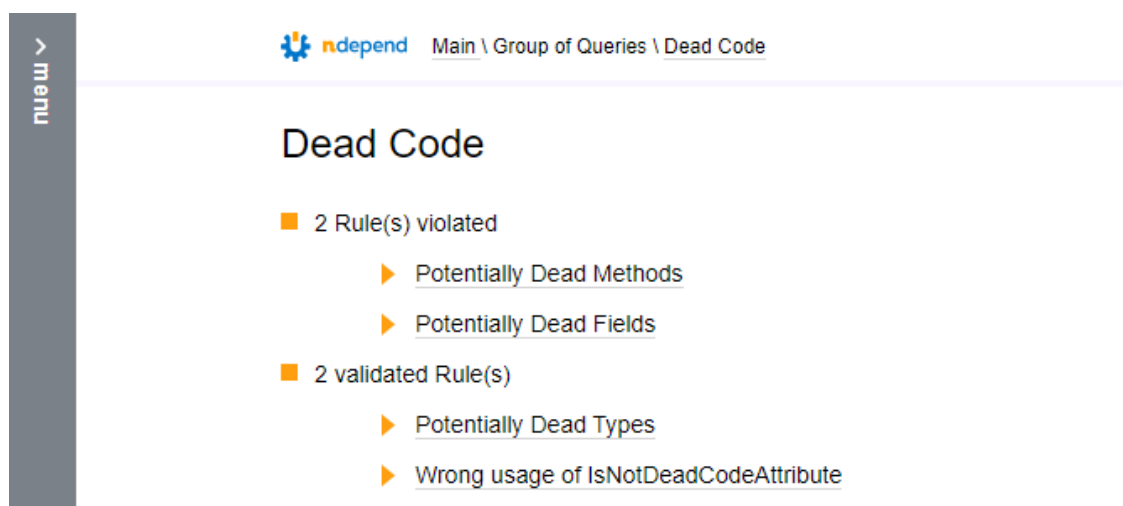 > menu
ndepend Main \ Group of Queries \ Dead Code
Dead Code
2 Rule(s) violated
Potentially Dead Methods
Potentially Dead Fields
2 validated Rule(s)
Potentially Dead Types
Wrong usage of IsNotDeadCodeAttribute